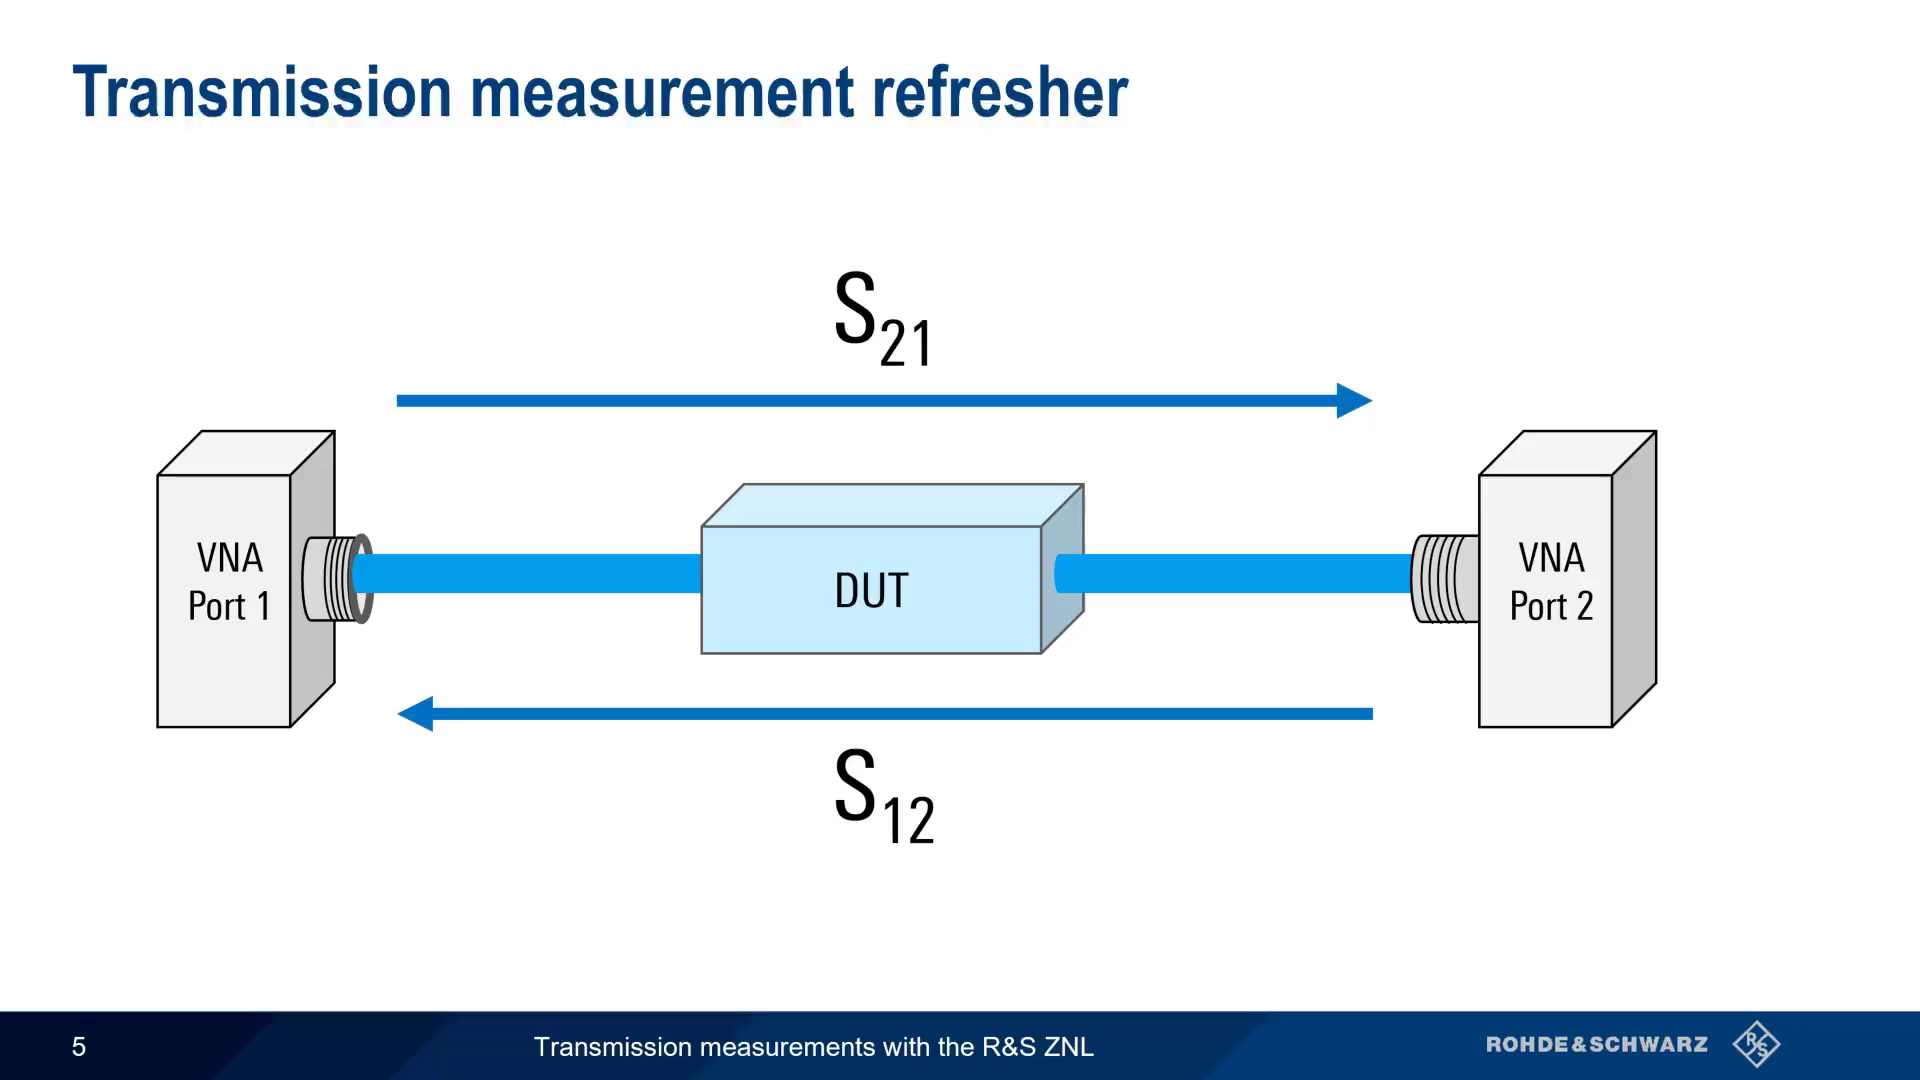 Transmission measurement refresher
S21
VNA
Port 1
DUT
VNA
Port 2
S12
5
Transmission measurements with the R&S ZNL
ROHDE&SCHWARZ
R&S